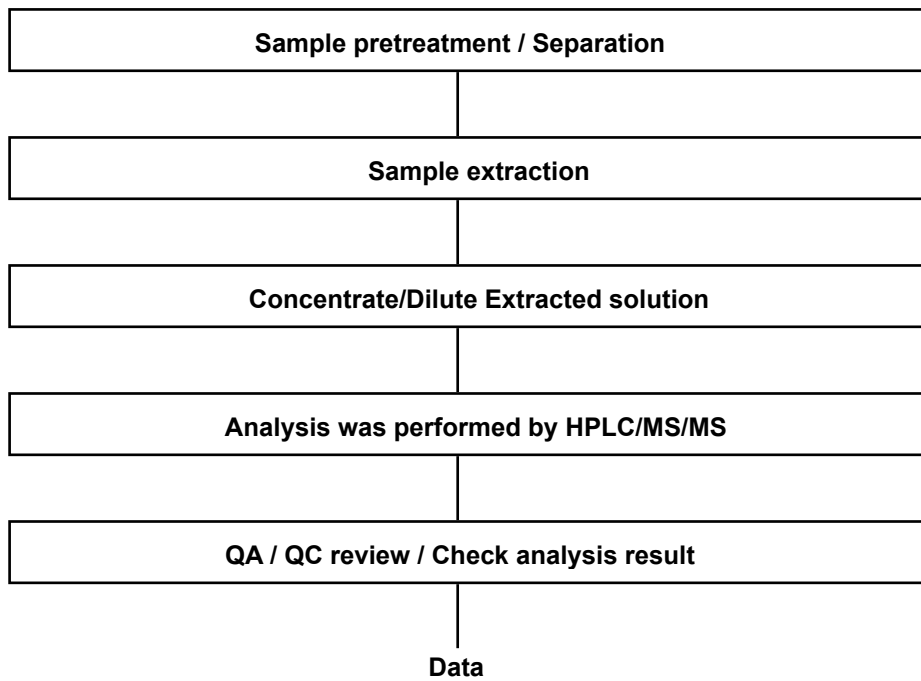 Sample pretreatment / Separation
Sample extraction
Concentrate/Dilute Extracted solution
Analysis was performed by HPLC/MS/MS
QA / QC review / Check analysis result
Data